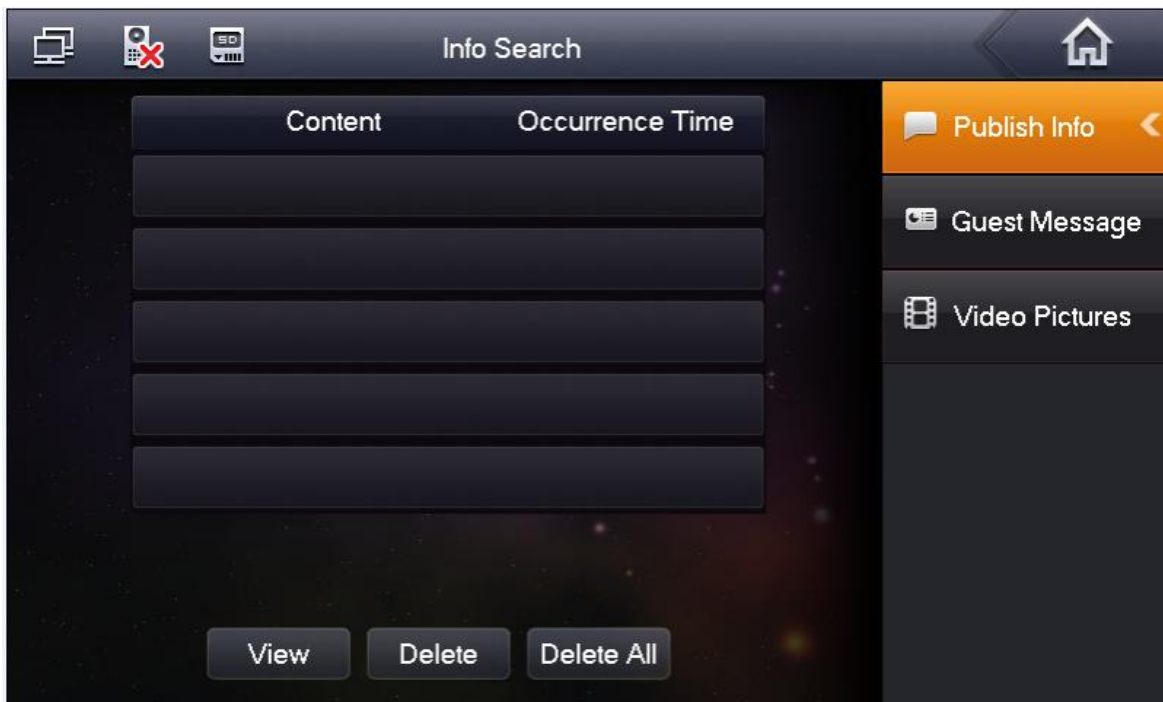 SD
Info Search
Content Occurrence Time
Publish Info
Guest Message
Video Pictures
View Delete Delete All